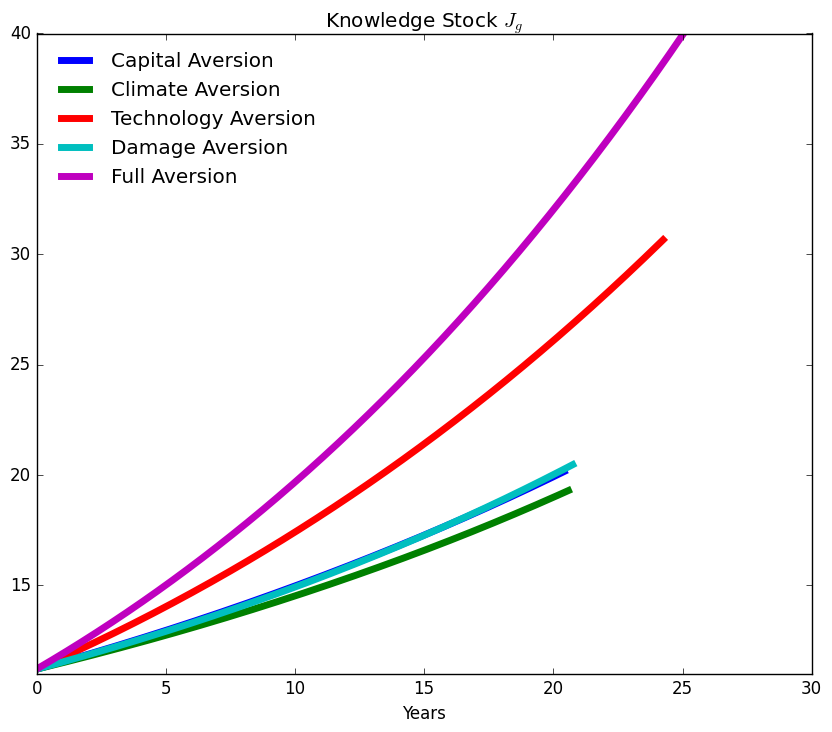 Knowledge Stock J_g
40
Capital Aversion
Climate Aversion
Technology Aversion
Damage Aversion
Full Aversion
35
30
25
20
15
0 5 10 15 20 25 30
Years